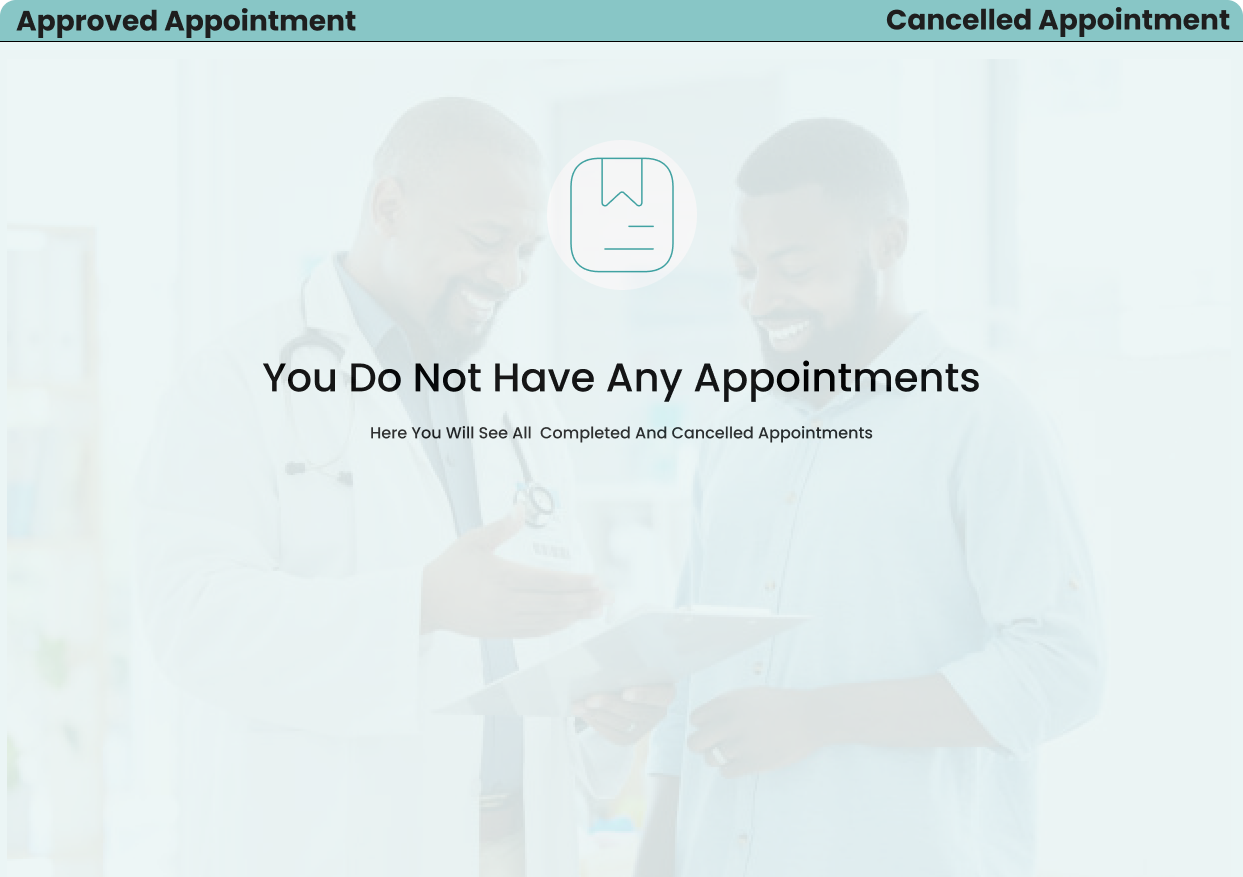 Approved Appointment
Cancelled Appointment
You Do Not Have Any Appointments
Here You Will See All  Completed And Cancelled Appointments